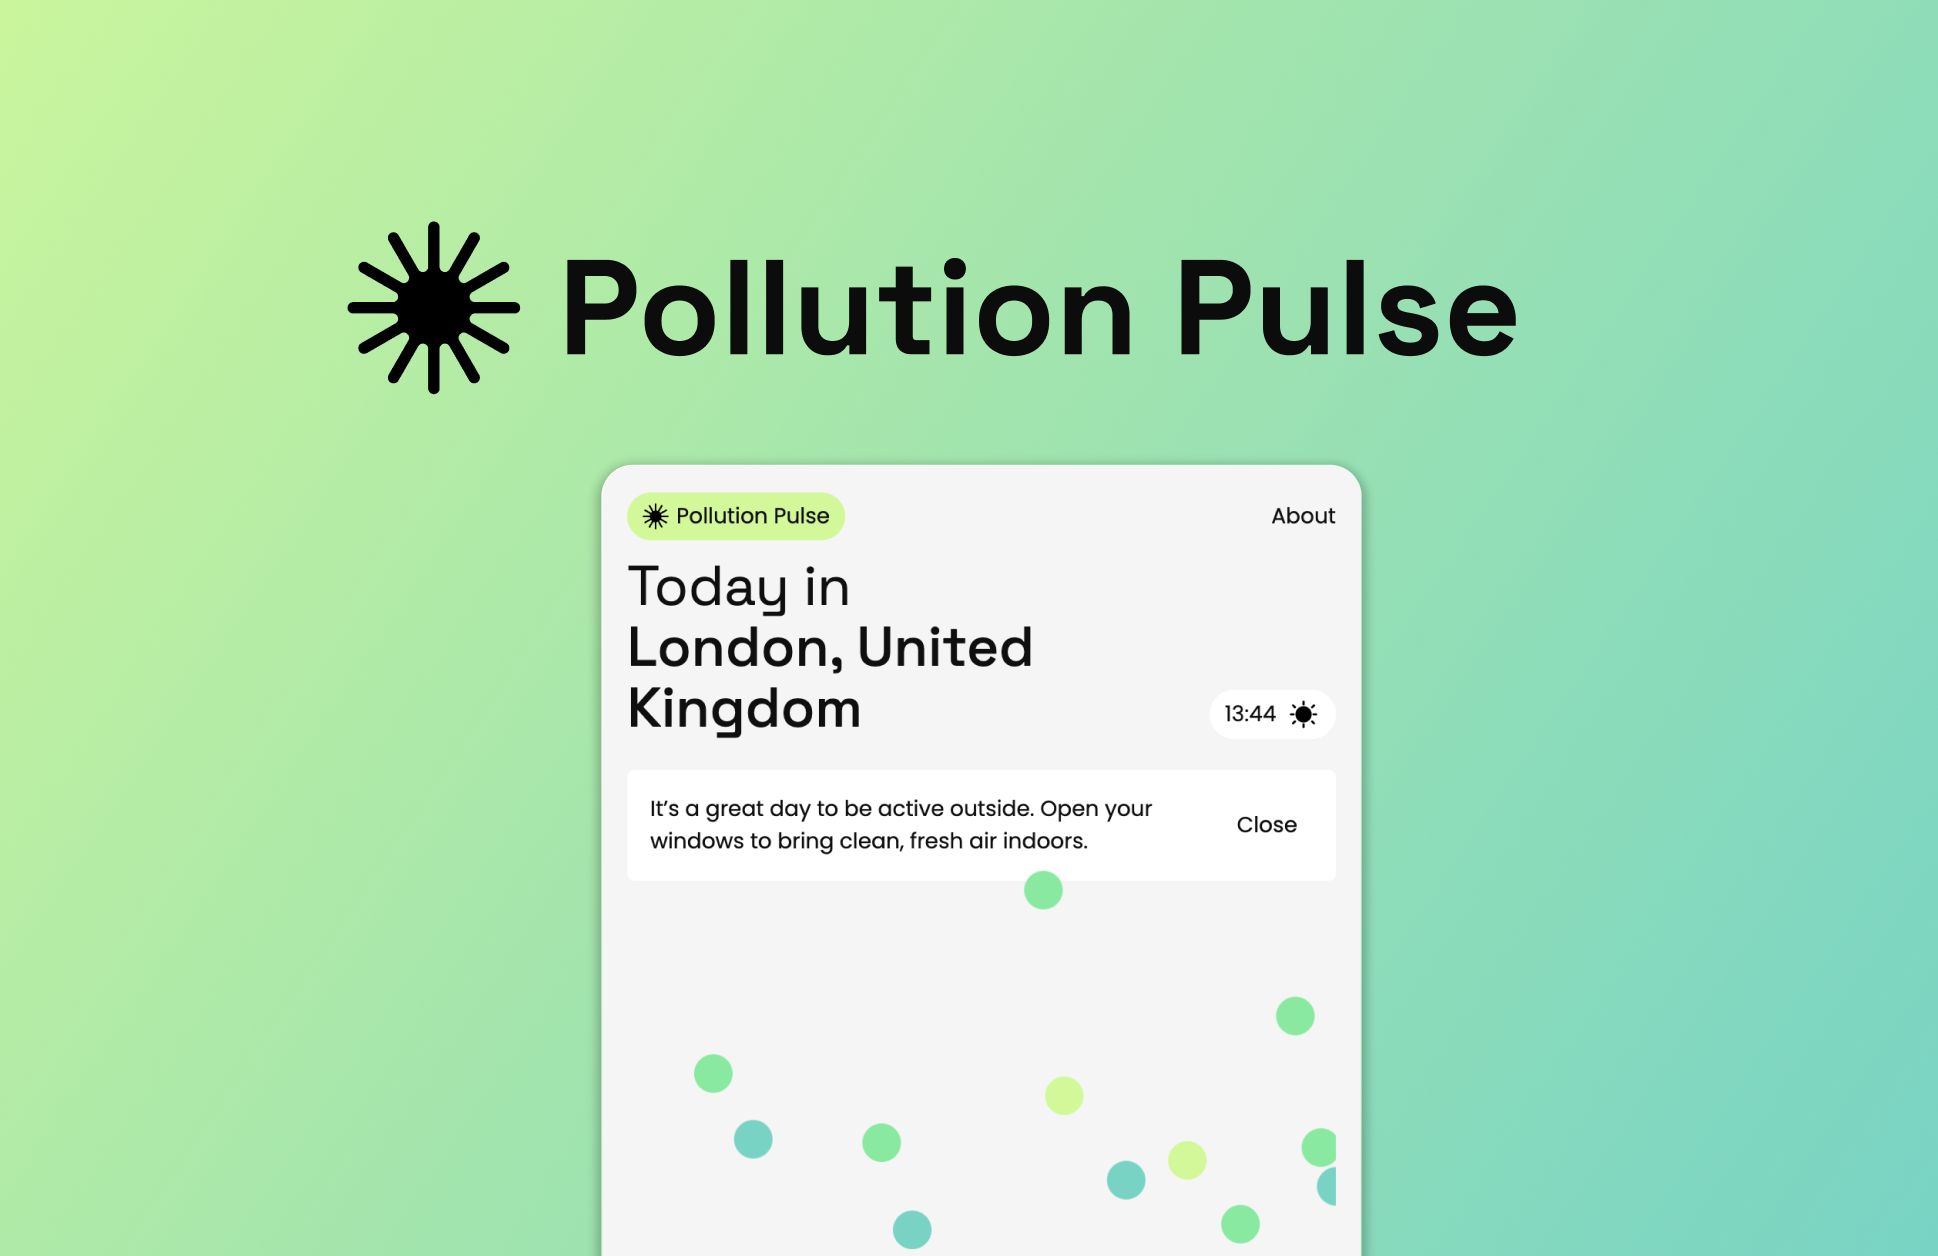 Pollution Pulse
Pollution Pulse
About
Today in
London, United
Kingdom
13:44
It’s a great day to be active outside. Open your
windows to bring clean, fresh air indoors.
Close